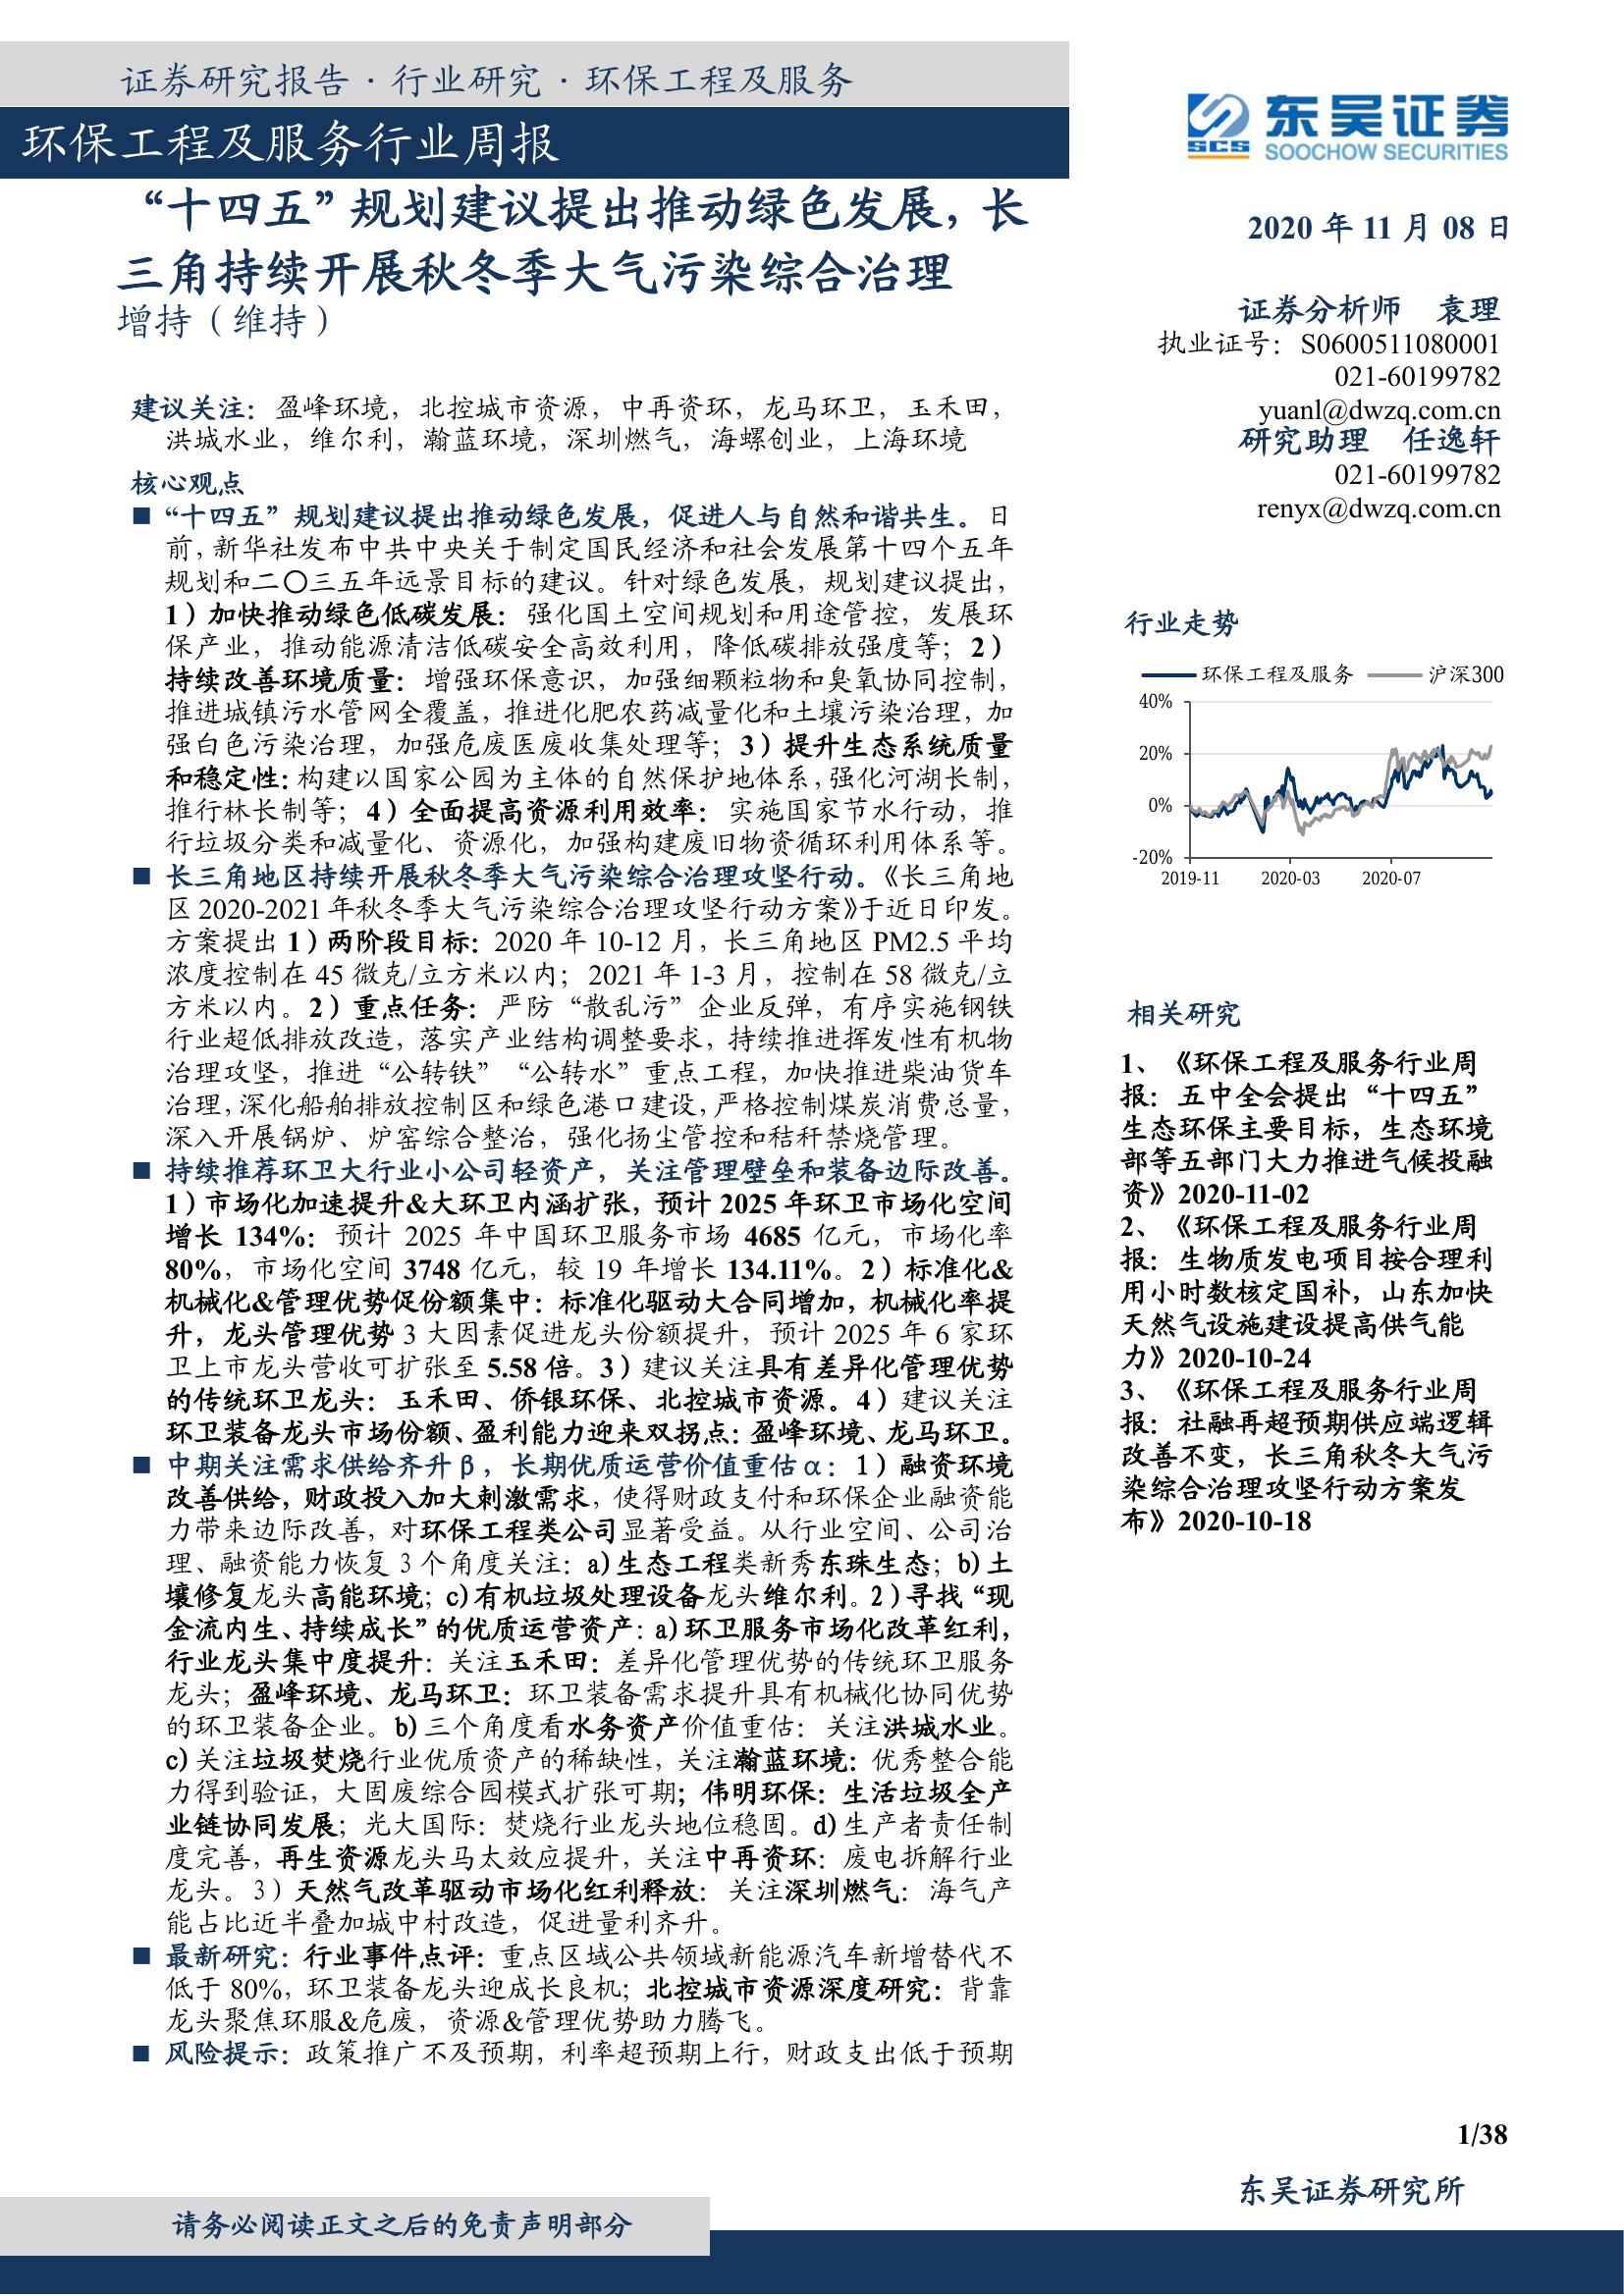 证券研究报告·行业研究·环保工程及服务
环保工程及服务行业周报
“十四五”规划建议提出推动绿色发展，长
三角持续开展秋冬季大气污染综合治理
增持（维持）
建议关注：盈峰环境，北控城市资源，中再资环，龙马环卫，玉禾田，
洪城水业，维尔利，瀚蓝环境，深圳燃气，海螺创业，上海环境
核心观点
■ “十四五”规划建议提出推动绿色发展，促进人与自然和谐共生。日
前，新华社发布中共中央关于制定国民经济和社会发展第十四个五年
规划和二〇三五年远景目标的建议。针对绿色发展，规划建议提出，
1）加快推动绿色低碳发展：强化国土空间规划和用途管控，发展环
保产业，推动能源清洁低碳安全高效利用，降低碳排放强度等；2）
持续改善环境质量：增强环保意识，加强细颗粒物和臭氧协同控制，
推进城镇污水管网全覆盖，推进化肥农药减量化和土壤污染治理，加
强白色污染治理，加强危废医废收集处理等；3）提升生态系统质量
和稳定性：构建以国家公园为主体的自然保护地体系，强化河湖长制，
推行林长制等；4）全面提高资源利用效率：实施国家节水行动，推
行垃圾分类和减量化、资源化，加强构建废旧物资循环利用体系等。
■ 长三角地区持续开展秋冬季大气污染综合治理攻坚行动。《长三角地
区 2020-2021 年秋冬季大气污染综合治理攻坚行动方案》于近日印发。
方案提出 1）两阶段目标：2020 年 10-12 月，长三角地区 PM2.5 平均
浓度控制在 45 微克/立方米以内；2021 年 1-3 月，控制在 58 微克/立
方米以内。2）重点任务：严防“散乱污”企业反弹，有序实施钢铁
行业超低排放改造，落实产业结构调整要求，持续推进挥发性有机物
治理攻坚，推进“公转铁”“公转水”重点工程，加快推进柴油货车
治理，深化船舶排放控制区和绿色港口建设，严格控制煤炭消费总量，
深入开展锅炉、炉窑综合整治，强化扬尘管控和秸秆禁烧管理。
■ 持续推荐环卫大行业小公司轻资产，关注管理壁垒和装备边际改善。
1）市场化加速提升&大环卫内涵扩张，预计 2025 年环卫市场化空间
增长 134%：预计 2025 年中国环卫服务市场 4685 亿元，市场化率
80%，市场化空间 3748 亿元，较 19 年增长 134.11%。2）标准化&
机械化&管理优势促份额集中：标准化驱动大合同增加，机械化率提
升，龙头管理优势 3 大因素促进龙头份额提升，预计 2025 年 6 家环
卫上市龙头营收可扩张至 5.58 倍。3）建议关注具有差异化管理优势
的传统环卫龙头：玉禾田、侨银环保、北控城市资源。4）建议关注
环卫装备龙头市场份额、盈利能力迎来双拐点：盈峰环境、龙马环卫。
■ 中期关注需求供给齐升 β，长期优质运营价值重估 α：1）融资环境
改善供给，财政投入加大刺激需求，使得财政支付和环保企业融资能
力带来边际改善，对环保工程类公司显著受益。从行业空间、公司治
理、融资能力恢复 3 个角度关注：a)生态工程类新秀东珠生态；b)土
壤修复龙头高能环境；c)有机垃圾处理设备龙头维尔利。2）寻找“现
金流内生、持续成长”的优质运营资产：a)环卫服务市场化改革红利，
行业龙头集中度提升：关注玉禾田：差异化管理优势的传统环卫服务
龙头；盈峰环境、龙马环卫：环卫装备需求提升具有机械化协同优势
的环卫装备企业。b)三个角度看水务资产价值重估：关注洪城水业。
c)关注垃圾焚烧行业优质资产的稀缺性，关注瀚蓝环境：优秀整合能
力得到验证，大固废综合园模式扩张可期；伟明环保：生活垃圾全产
业链协同发展；光大国际：焚烧行业龙头地位稳固。d)生产者责任制
度完善，再生资源龙头马太效应提升，关注中再资环：废电拆解行业
龙头。3）天然气改革驱动市场化红利释放：关注深圳燃气：海气产
能占比近半叠加城中村改造，促进量利齐升。
■ 最新研究：行业事件点评：重点区域公共领域新能源汽车新增替代不
低于 80%，环卫装备龙头迎成长良机；北控城市资源深度研究：背靠
龙头聚焦环服&危废，资源&管理优势助力腾飞。
■ 风险提示：政策推广不及预期，利率超预期上行，财政支出低于预期
SCS
东吴证券
SOOCHOW SECURITIES
2020 年 11 月 08 日
证券分析师 袁理
执业证号：S0600511080001
021-60199782
yuanl@dwzq.com.cn
研究助理 任逸轩
021-60199782
renyx@dwzq.com.cn
行业走势
环保工程及服务 沪深300
40%
20%
0%
-20%
2019-11 2020-03 2020-07
相关研究
1、《环保工程及服务行业周
报：五中全会提出“十四五”
生态环保主要目标，生态环境
部等五部门大力推进气候投融
资》2020-11-02
2、《环保工程及服务行业周
报：生物质发电项目按合理利
用小时数核定国补，山东加快
天然气设施建设提高供气能
力》2020-10-24
3、《环保工程及服务行业周
报：社融再超预期供应端逻辑
改善不变，长三角秋冬大气污
染综合治理攻坚行动方案发
布》2020-10-18
1/38
东吴证券研究所
请务必阅读正文之后的免责声明部分